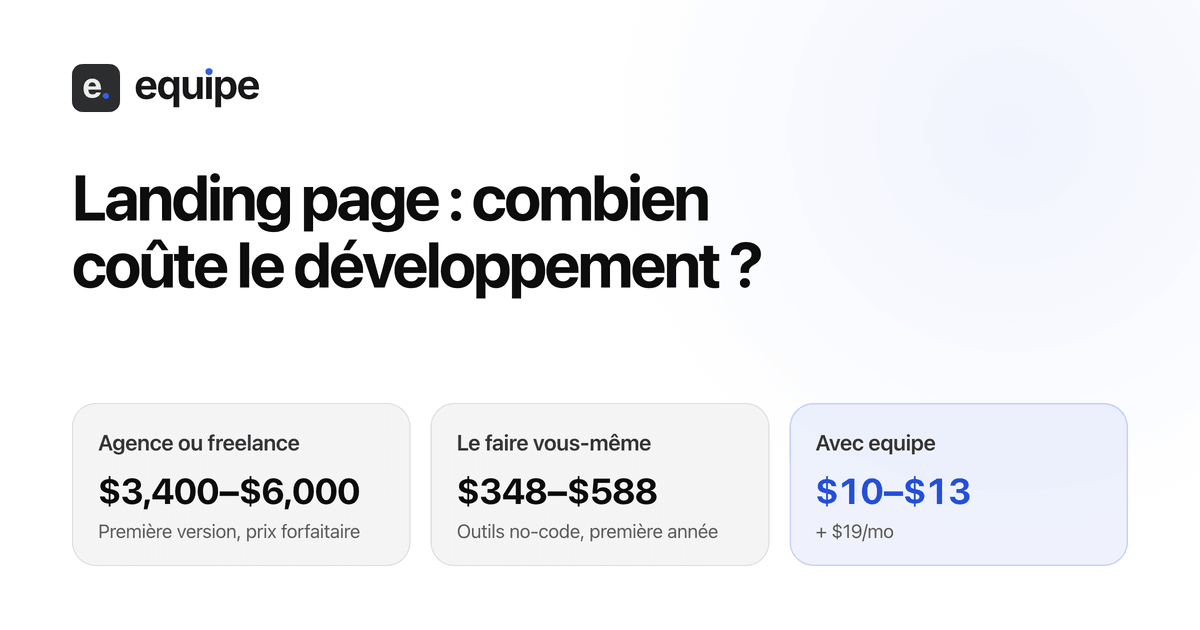 e.
equipe
Landing page : combien
coûte le développement ?
Agence ou freelance
$3,400–$6,000
Première version, prix forfaitaire
Le faire vous-même
$348–$588
Outils no-code, première année
Avec equipe
$10–$13
+ $19/mo